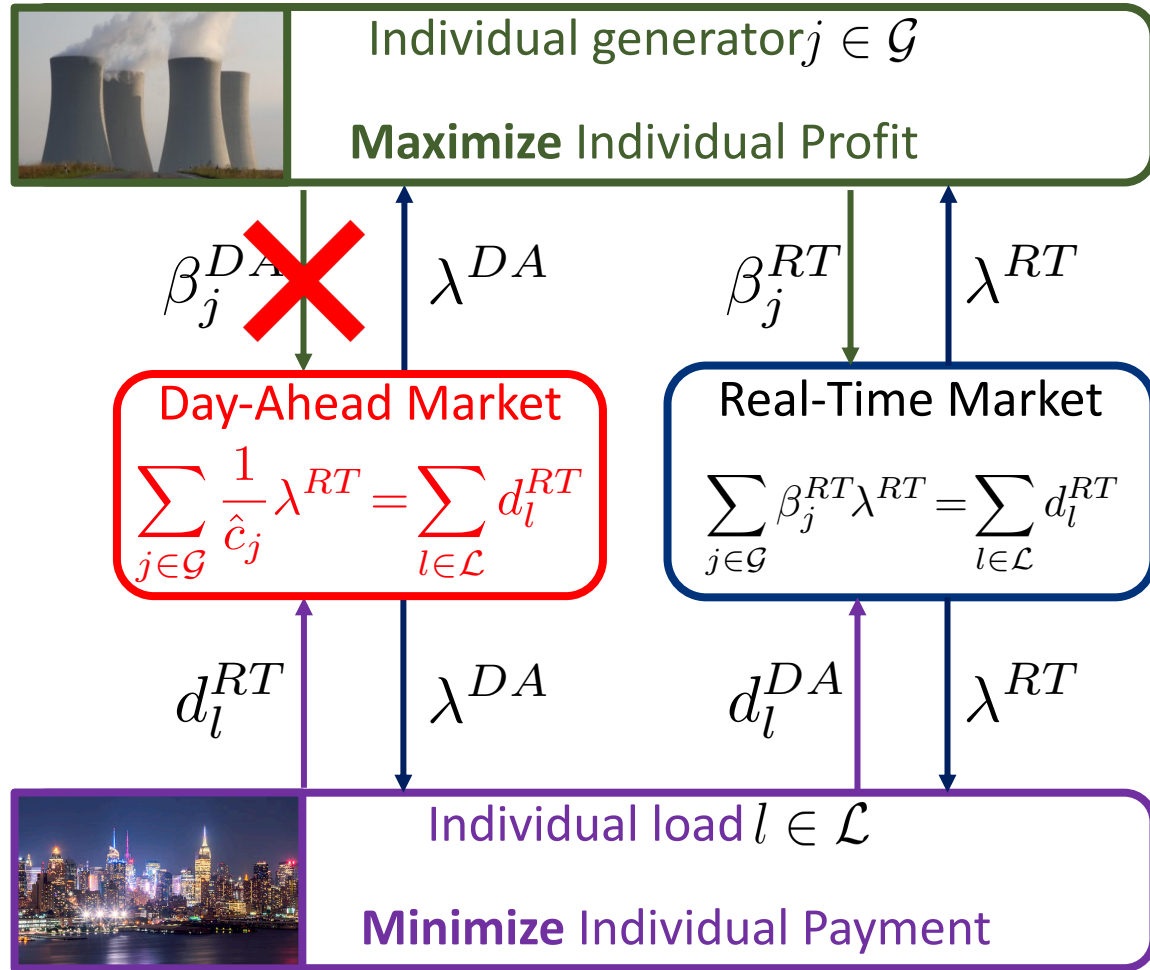 Individual generator j ∈ 𝒢
Maximize Individual Profit
β_j^{DA} λ^{DA} β_j^{RT} λ^{RT}
Day-Ahead Market
∑_{j∈𝒢} \frac{1}{ĉ_j} λ^{RT} = ∑_{l∈ℒ} d_l^{RT}
Real-Time Market
∑_{j∈𝒢} β_j^{RT} λ^{RT} = ∑_{l∈ℒ} d_l^{RT}
d_l^{RT} λ^{DA} d_l^{DA} λ^{RT}
Individual load l ∈ ℒ
Minimize Individual Payment